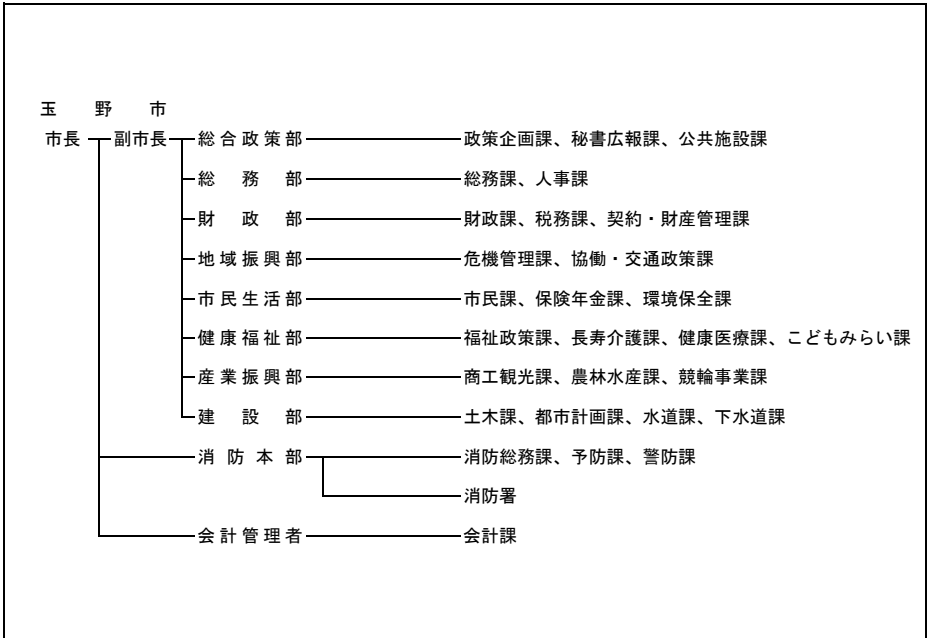 玉野市
市長 副市長 総合政策部 政策企画課、秘書広報課、公共施設課
総務部 総務課、人事課
財政部 財政課、税務課、契約・財産管理課
地域振興部 危機管理課、協働・交通政策課
市民生活部 市民課、保険年金課、環境保全課
健康福祉部 福祉政策課、長寿介護課、健康医療課、こどもみらい課
産業振興部 商工観光課、農林水産課、競輪事業課
建設部 土木課、都市計画課、水道課、下水道課
消防本部 消防総務課、予防課、警防課
消防署
会計管理者 会計課